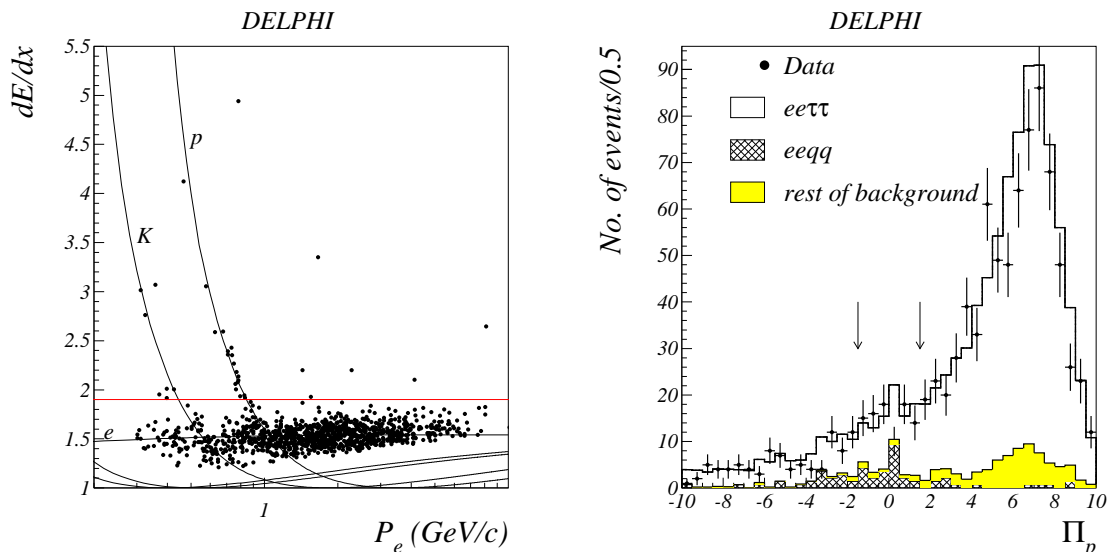 DELPHI
dE/dx
5.5
5
4.5
4
3.5
3
2.5
2
1.5
1
p
K
e
1
P_e (GeV/c)
DELPHI
No. of events/0.5
90
80
70
60
50
40
30
20
10
0
Data
eeττ
eeqq
rest of background
-10 -8 -6 -4 -2 0 2 4 6 8 10
Π_p